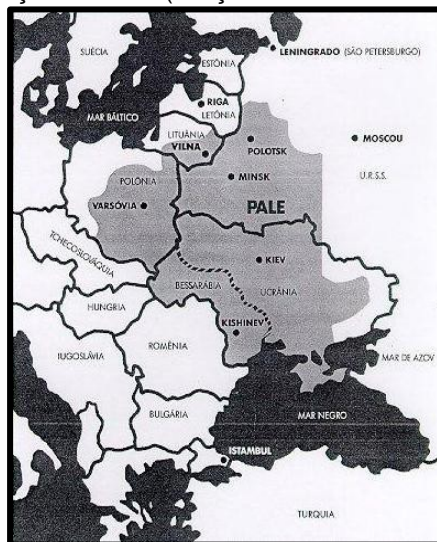 SUÉCIA
LENINGRADO (SÃO PETERSBURGO)
ESTÔNIA
RIGA
LETÔNIA
MAR BÁLTICO
LITUÂNIA
VILNA
POLOTSK
MOSCOU
MINSK
U.R.S.S.
POLÔNIA
VARSÓVIA
PALE
TCHECOSLOVÁQUIA
KIEV
BESSARÁBIA
UCRÂNIA
HUNGRIA
KISHINEV
ROMÊNIA
IUGOSLÁVIA
MAR DE AZOV
BULGÁRIA
MAR NEGRO
ISTAMBUL
TURQUIA